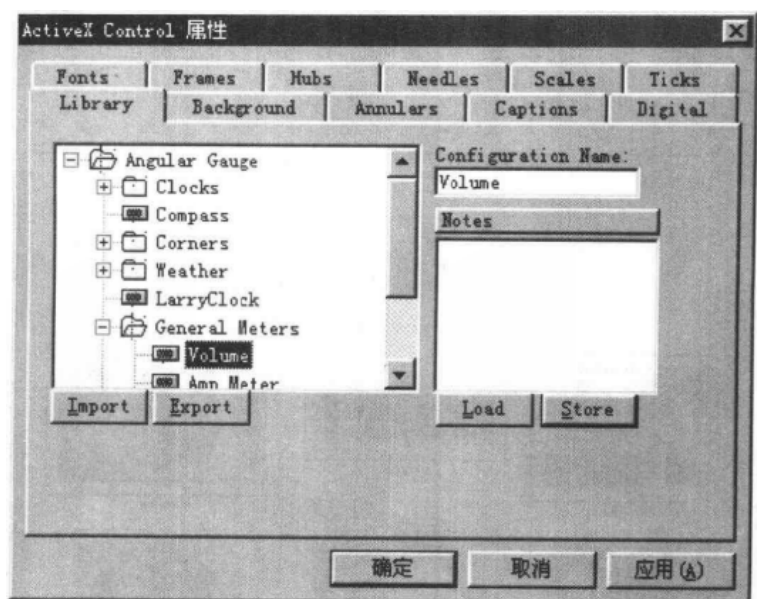 ActiveX Control 属性
Fonts Frames Hubs Needles Scales Ticks
Library Background Annulars Captions Digital
Angular Gauge
Clocks
Compass
Corners
Weather
LarryClock
General Meters
Volume
Amp Meter
Import Export
Configuration Name:
Volume
Notes
Load Store
确定 取消 应用(A)